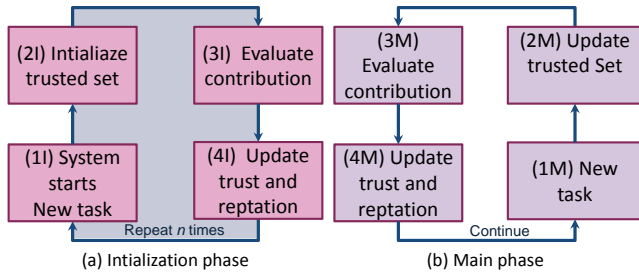 (2I) Intialiaze
trusted set
(3I) Evaluate
contribution
(1I) System
starts
New task
(4I) Update
trust and
reptation
Repeat n times
(a) Intialization phase
(3M)
Evaluate
contribution
(2M) Update
trusted Set
(4M) Update
trust and
reptation
(1M) New
task
Continue
(b) Main phase